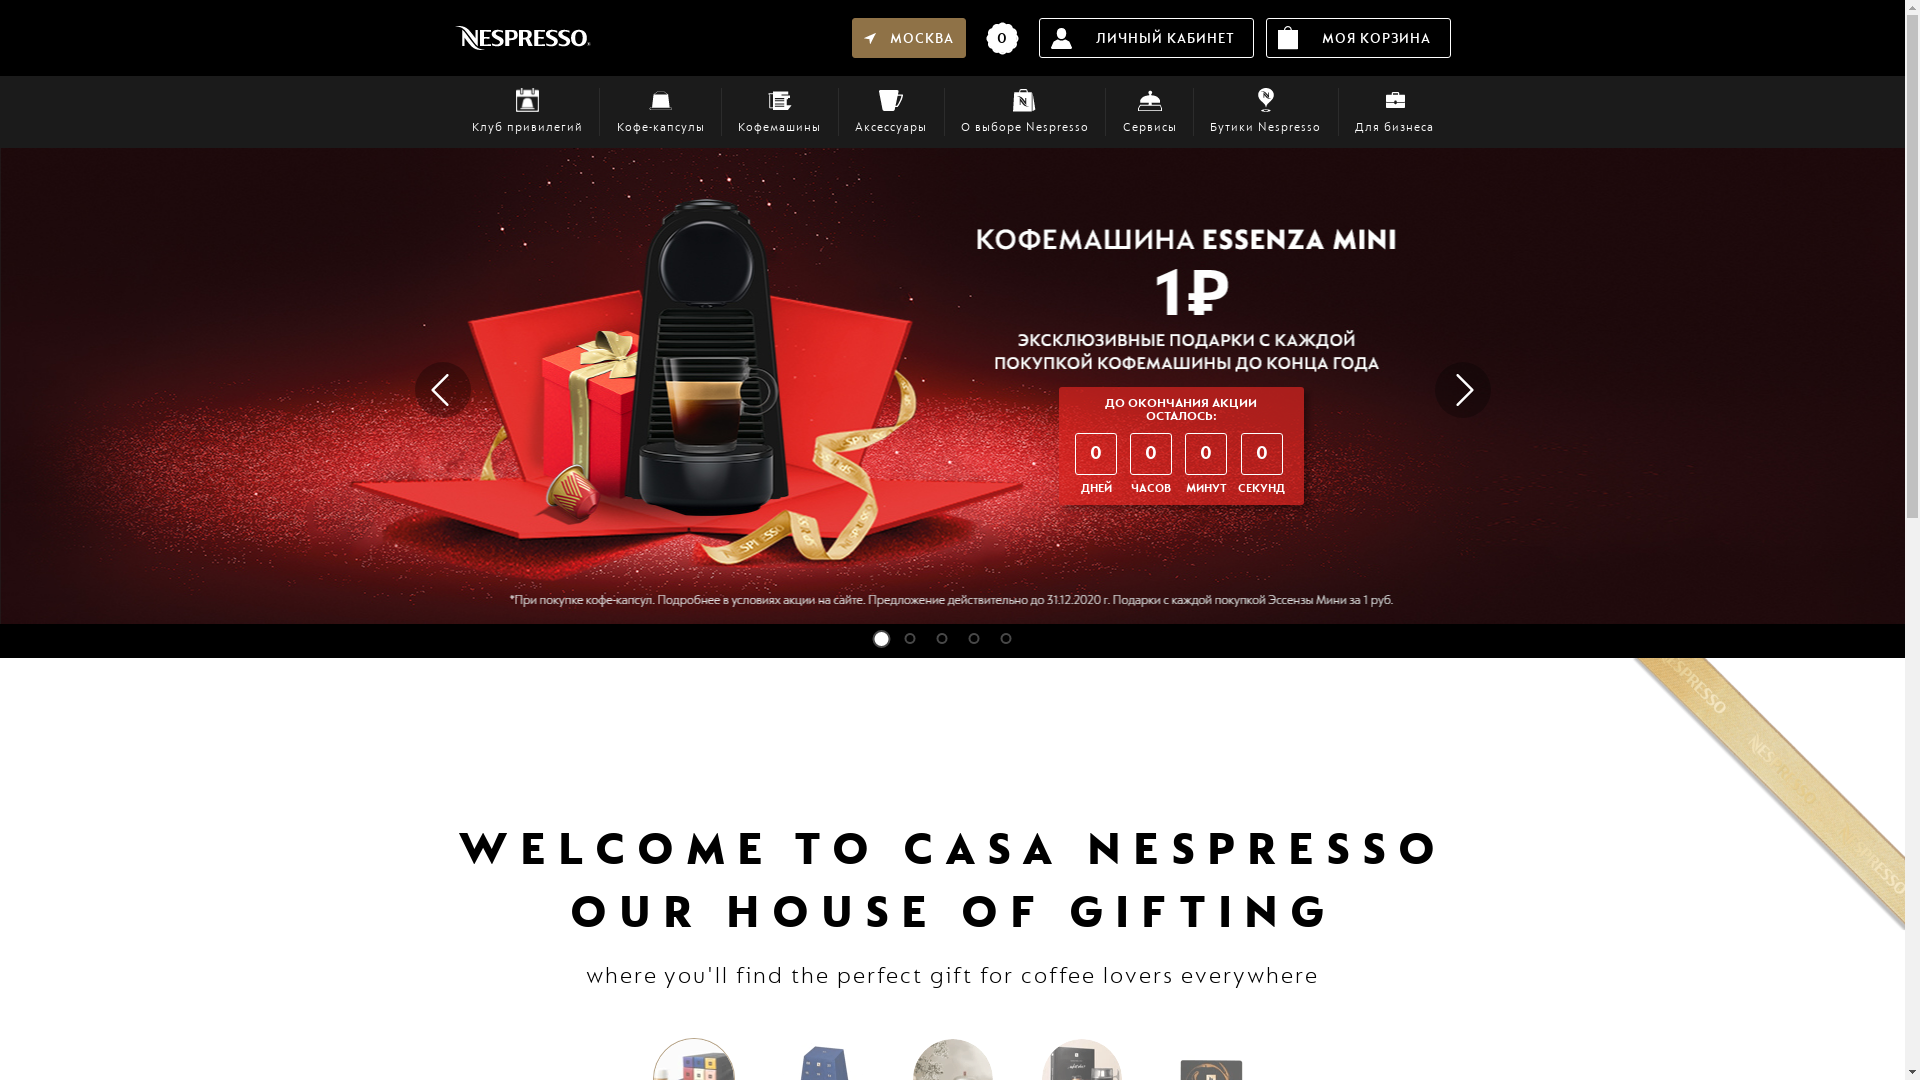 NESPRESSO
МОСКВА
0
ЛИЧНЫЙ КАБИНЕТ
МОЯ КОРЗИНА
Клуб привилегий
Кофе-капсулы
Кофемашины
Аксессуары
О выборе Nespresso
Сервисы
Бутики Nespresso
Для бизнеса
КОФЕМАШИНА ESSENZA MINI
1₽
ЭКСКЛЮЗИВНЫЕ ПОДАРКИ С КАЖДОЙ
ПОКУПКОЙ КОФЕМАШИНЫ ДО КОНЦА ГОДА
ДО ОКОНЧАНИЯ АКЦИИ
ОСТАЛОСЬ:
0 0 0 0
ДНЕЙ ЧАСОВ МИНУТ СЕКУНД
*При покупке кофе-капсул. Подробнее в условиях акции на сайте. Предложение действительно до 31.12.2020 г. Подарки с каждой покупкой Эссензы Мини за 1 руб.
NESPRESSO
NESPRESSO
NESPRESSO
WELCOME TO CASA NESPRESSO
OUR HOUSE OF GIFTING
where you'll find the perfect gift for coffee lovers everywhere